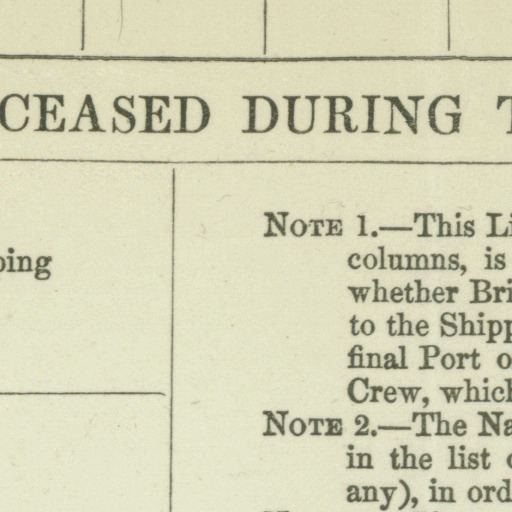 CEASED DURING T
ping
NOTE 1.—This Li
columns, is
whether Bri
to the Shipp
final Port o
Crew, which
NOTE 2.—The Na
in the list o
any), in ord